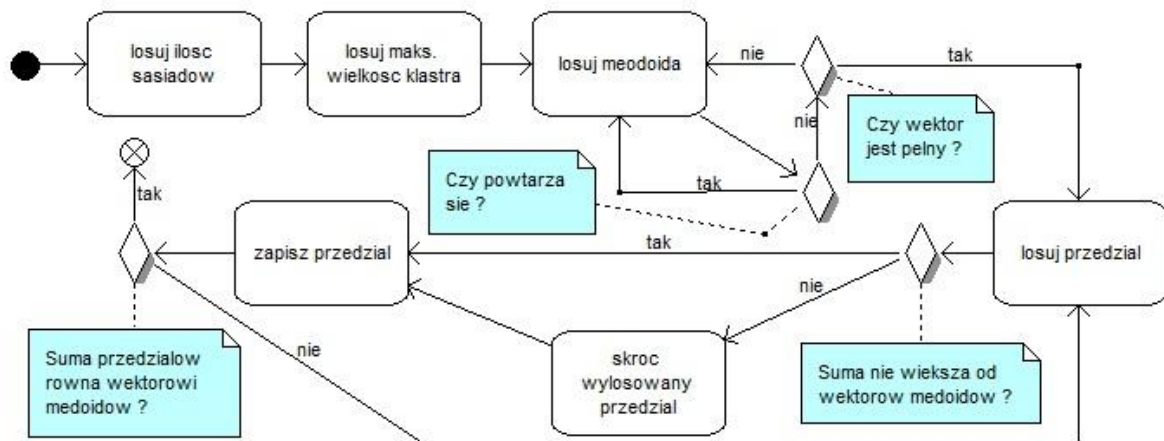 losuj ilosc
sasiadow
losuj maks.
wielkosc klastra
losuj meodoida
nie
tak
nie
Czy wektor
jest pelny ?
Czy powtarza
sie ?
tak
tak
zapisz przedzial
tak
losuj przedzial
nie
Suma przedzialow
rowna wektorowi
medoidow ?
nie
skroc
wylosowany
przedzial
Suma nie wieksza od
wektorow medoidow ?